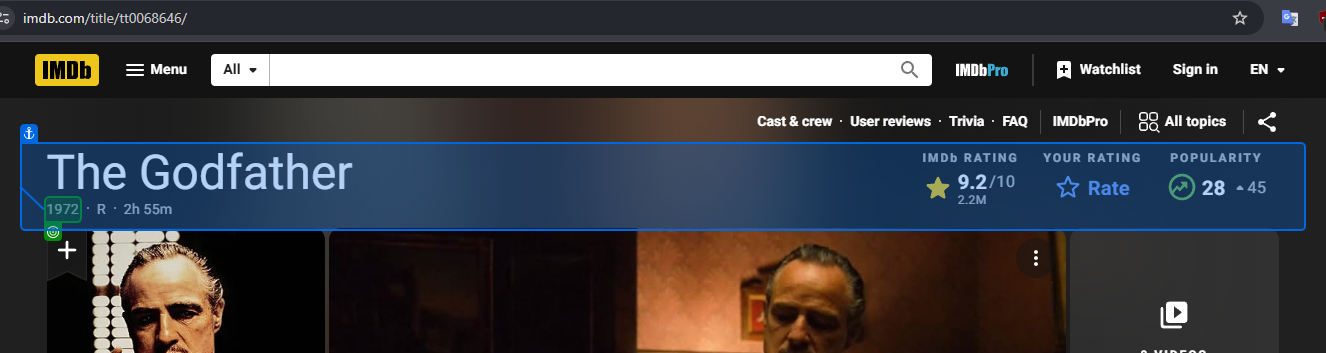 imdb.com/title/tt0068646/
IMDb Menu All IMDbPro Watchlist Sign in EN
Cast & crew · User reviews · Trivia · FAQ IMDbPro All topics
The Godfather
1972 · R · 2h 55m
IMDb RATING
9.2/10
2.2M
YOUR RATING
Rate
POPULARITY
28 45